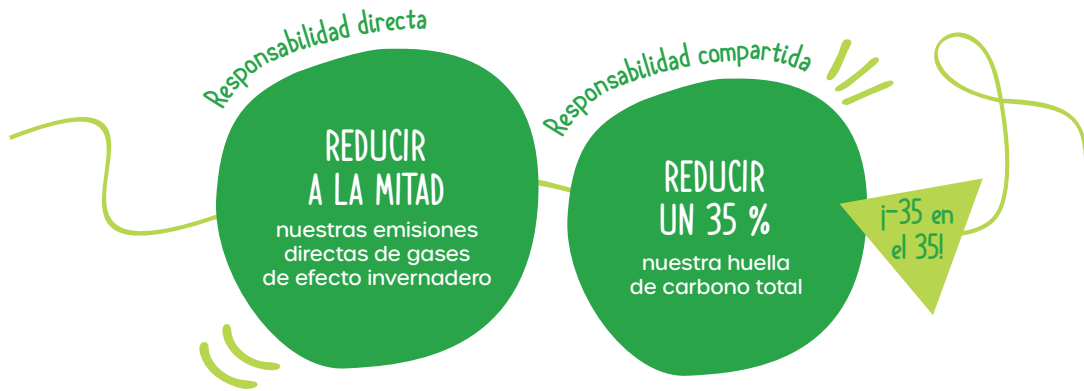 Responsabilidad directa
REDUCIR
A LA MITAD
nuestras emisiones
directas de gases
de efecto invernadero
Responsabilidad compartida
REDUCIR
UN 35 %
nuestra huella
de carbono total
¡-35 en
el 35!